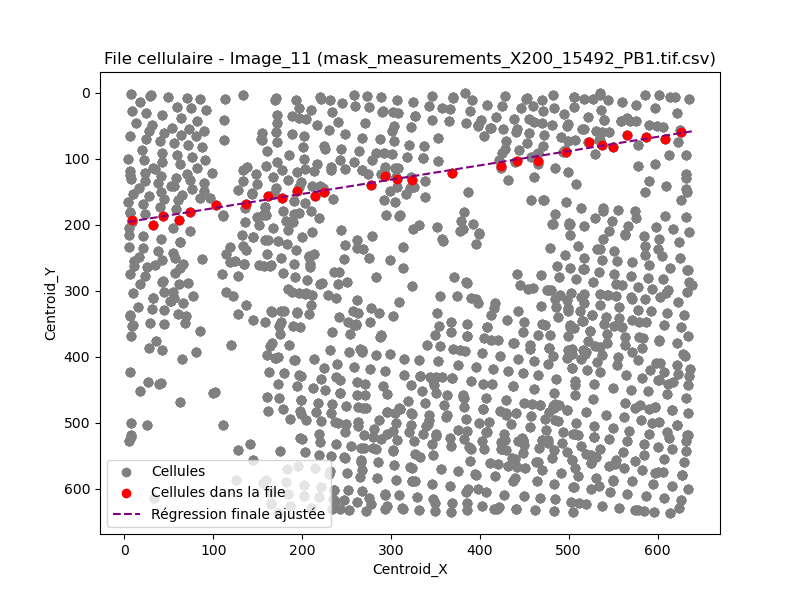 File cellulaire - Image_11 (mask_measurements_X200_15492_PB1.tif.csv)
0
100
200
300
400
500
600
Centroid_Y
Cellules
Cellules dans la file
Régression finale ajustée
0 100 200 300 400 500 600
Centroid_X